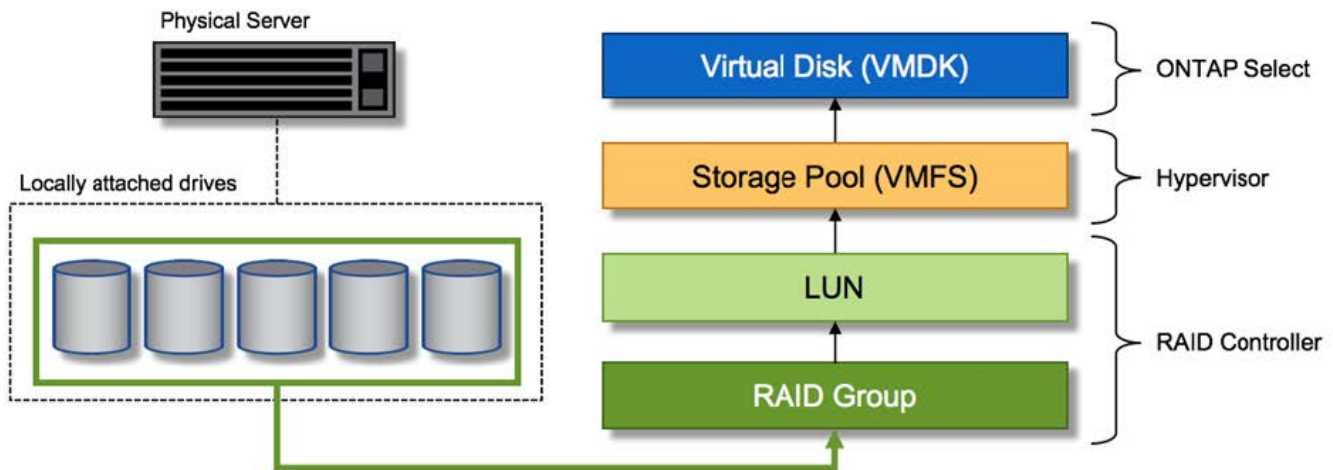 Physical Server
Locally attached drives
Virtual Disk (VMDK)
ONTAP Select
Storage Pool (VMFS)
Hypervisor
LUN
RAID Controller
RAID Group